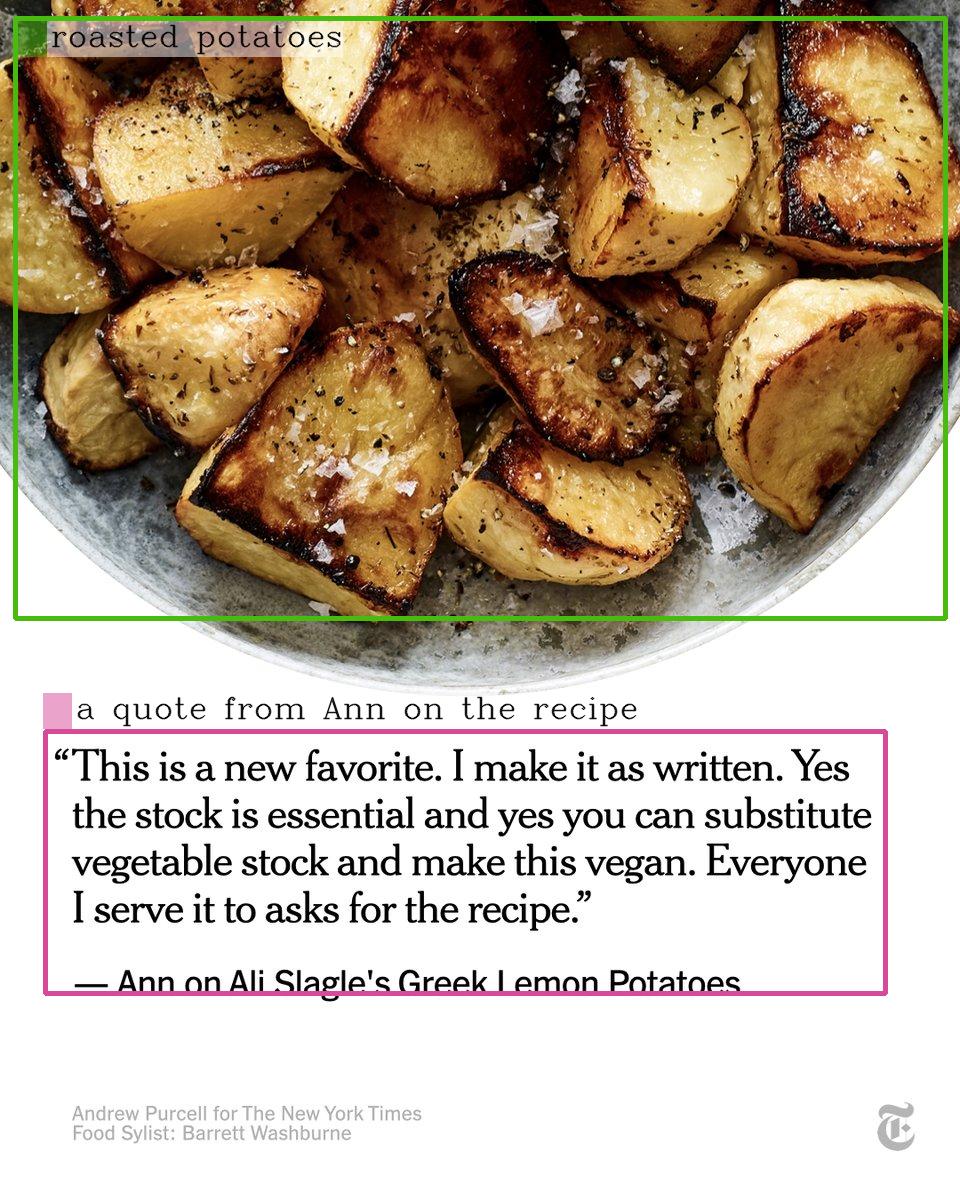 roasted potatoes
a quote from Ann on the recipe
“This is a new favorite. I make it as written. Yes
the stock is essential and yes you can substitute
vegetable stock and make this vegan. Everyone
I serve it to asks for the recipe.”
— Ann on Ali Slagle's Greek Lemon Potatoes
Andrew Purcell for The New York Times
Food Sylist: Barrett Washburne
T